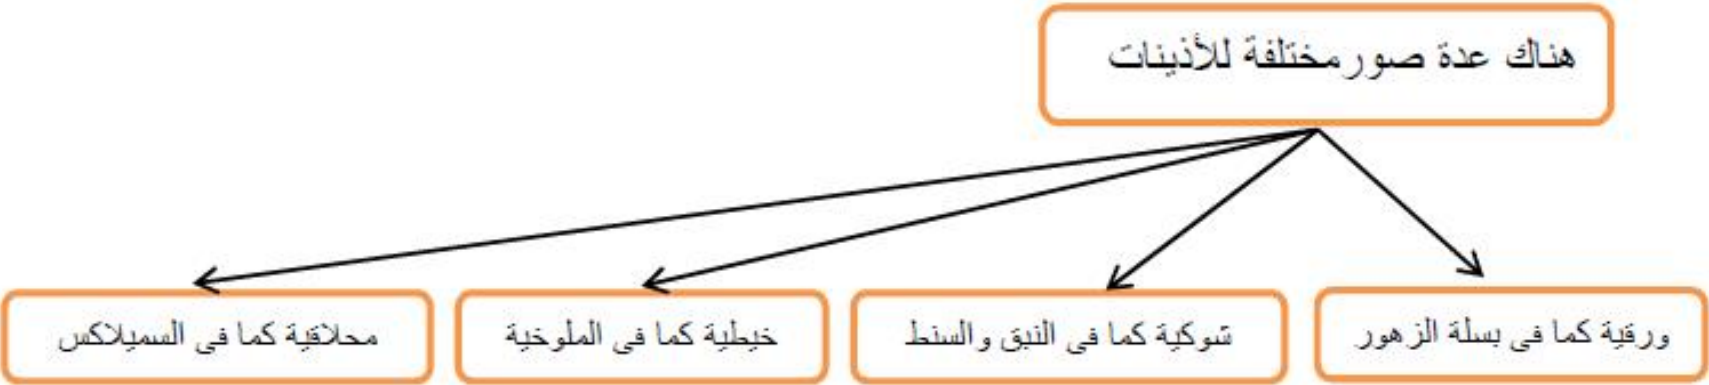 هناك عدة صور مختلفة للأذينات
ورقية كما فى بسلة الزهور
شوكية كما فى النبق والسنط
خيطية كما فى الملوخية
محلاقية كما فى السميلاكس